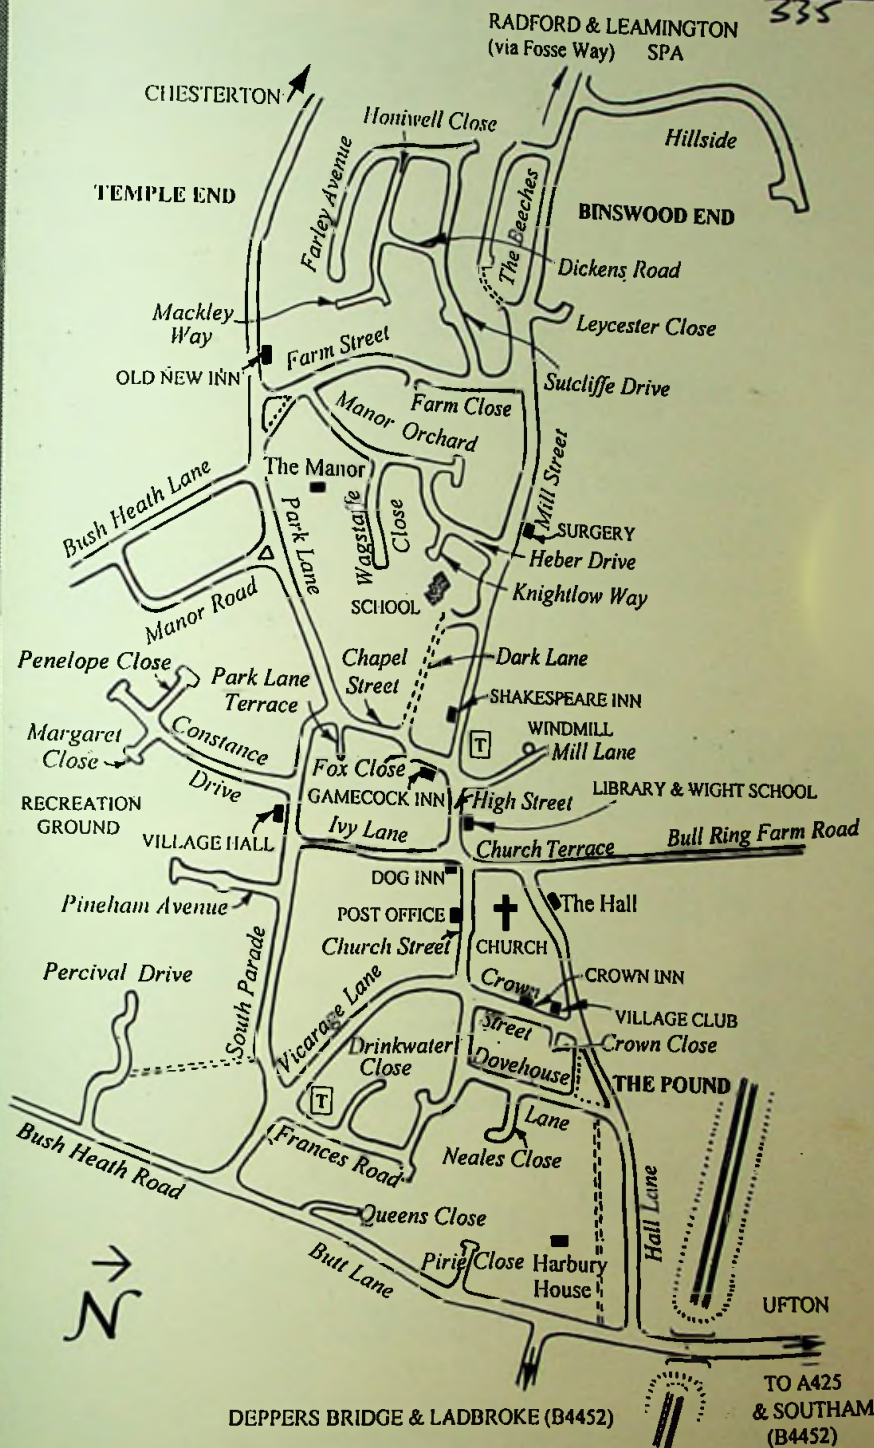 535
RADFORD & LEAMINGTON
(via Fosse Way) SPA
CHESTERTON
Honiwell Close
Hillside
Farley Avenue
TEMPLE END
The Beeches
BINSWOOD END
Dickens Road
Mackley
Way
Leycester Close
Farm Street
OLD NEW INN
Sutcliffe Drive
Farm Close
Manor Orchard
Mill Street
The Manor
Bush Heath Lane
Park Lane
Wagstaffe
Close
SURGERY
Heber Drive
Knightlow Way
SCHOOL
Manor Road
Penelope Close
Park Lane
Terrace
Chapel
Street
Dark Lane
SHAKESPEARE INN
WINDMILL
T
Mill Lane
Margaret
Close
Constance
Drive
Fox Close
GAMECOCK INN
High Street
LIBRARY & WIGHT SCHOOL
RECREATION
GROUND
VILLAGE HALL
Ivy Lane
Church Terrace
Bull Ring Farm Road
DOG INN
Pineham Avenue
POST OFFICE
The Hall
Church Street
CHURCH
Percival Drive
South Parade
Vicarage Lane
Crown
Street
CROWN INN
VILLAGE CLUB
Crown Close
Drinkwater
Close
Dovehouse
Lane
THE POUND
T
Frances Road
Neales Close
Bush Heath Road
Queens Close
Hall Lane
Butt Lane
Pirie Close
Harbury
House
N
UFTON
TO A425
& SOUTHAM
(B4452)
DEPPERS BRIDGE & LADBROKE (B4452)